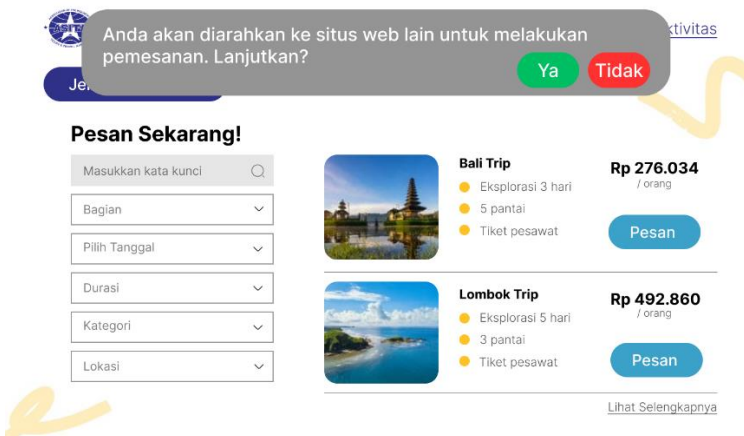 Anda akan diarahkan ke situs web lain untuk melakukan
pemesanan. Lanjutkan?
Ya
Tidak
Pesan Sekarang!
Masukkan kata kunci
Bagian
Pilih Tanggal
Durasi
Kategori
Lokasi
Bali Trip
Eksplorasi 3 hari
5 pantai
Tiket pesawat
Rp 276.034
/ orang
Pesan
Lombok Trip
Eksplorasi 5 hari
3 pantai
Tiket pesawat
Rp 492.860
/ orang
Pesan
Lihat Selengkapnya